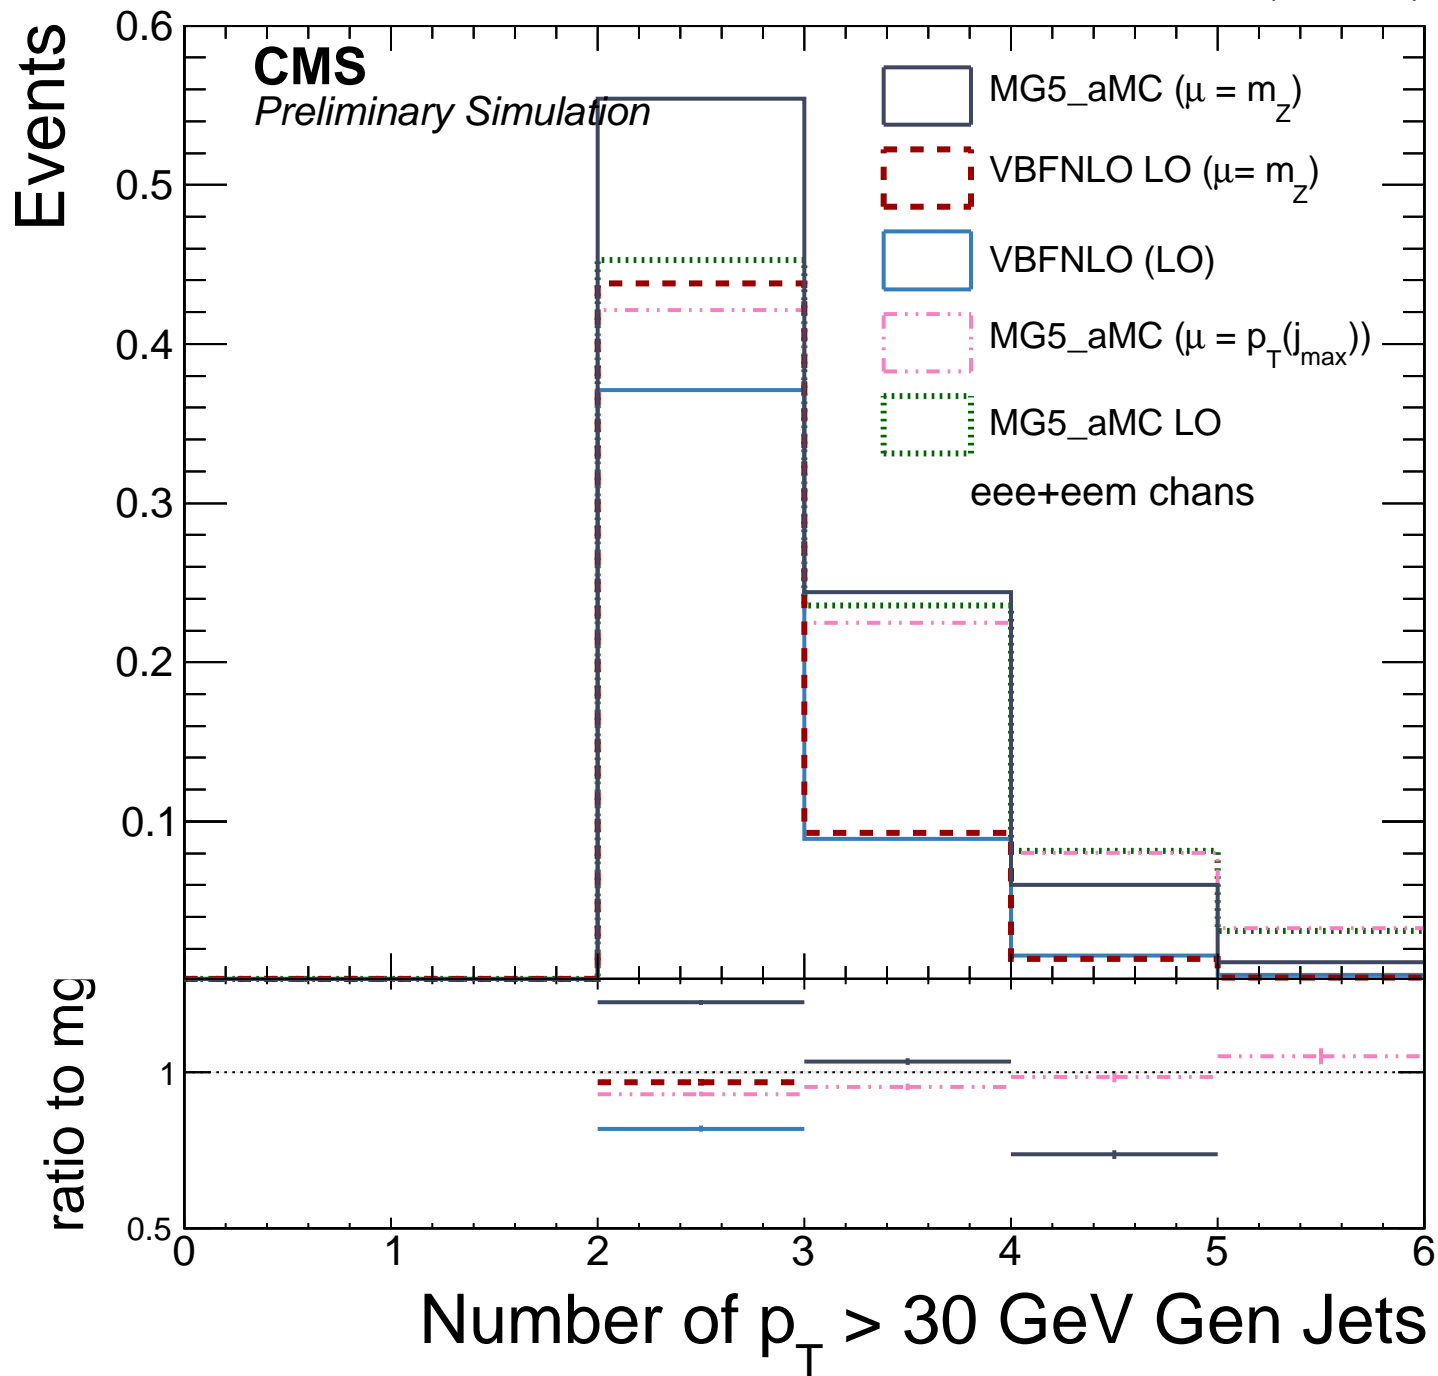 CMS
Preliminary Simulation
Events
0.6
0.5
0.4
0.3
0.2
0.1
MG5_aMC (μ = m_Z)
VBFNLO LO (μ= m_Z)
VBFNLO (LO)
MG5_aMC (μ = p_T(j_max))
MG5_aMC LO
eee+eem chans
ratio to mg
1
0.5
0 1 2 3 4 5 6
Number of p_T > 30 GeV Gen Jets